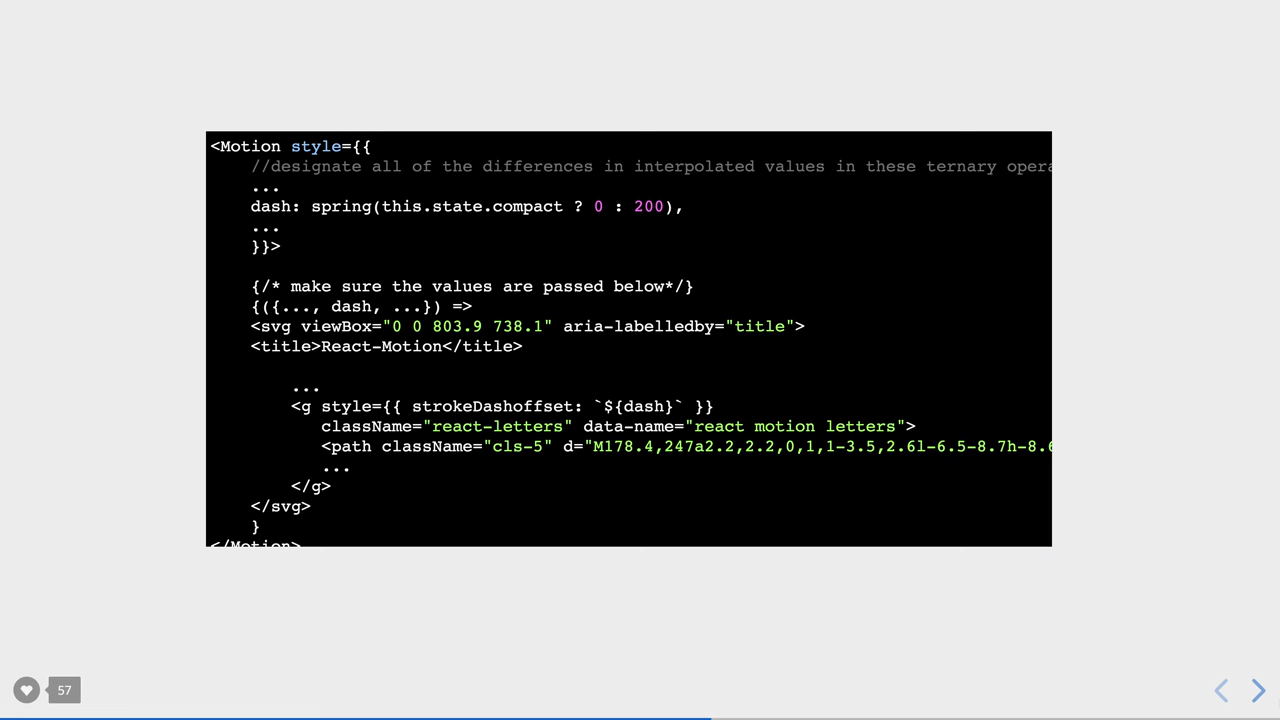 <Motion style={{
//designate all of the differences in interpolated values in these ternary
...
dash: spring(this.state.compact ? 0 : 200),
...
}}>
{/* make sure the values are passed below*/}
{({..., dash, ...}) =>
<svg viewBox="0 0 803.9 738.1" aria-labelledby="title">
<title>React-Motion</title>
...
<g style={{ strokeDashoffset: `${dash}` }}
className="react-letters" data-name="react motion letters">
<path className="cls-5" d="M178.4,247a2.2,2.2,0,1,1-3.5,2.6l-6.5-8.7h-8.6
...
</g>
</svg>
}
</Motion>
57